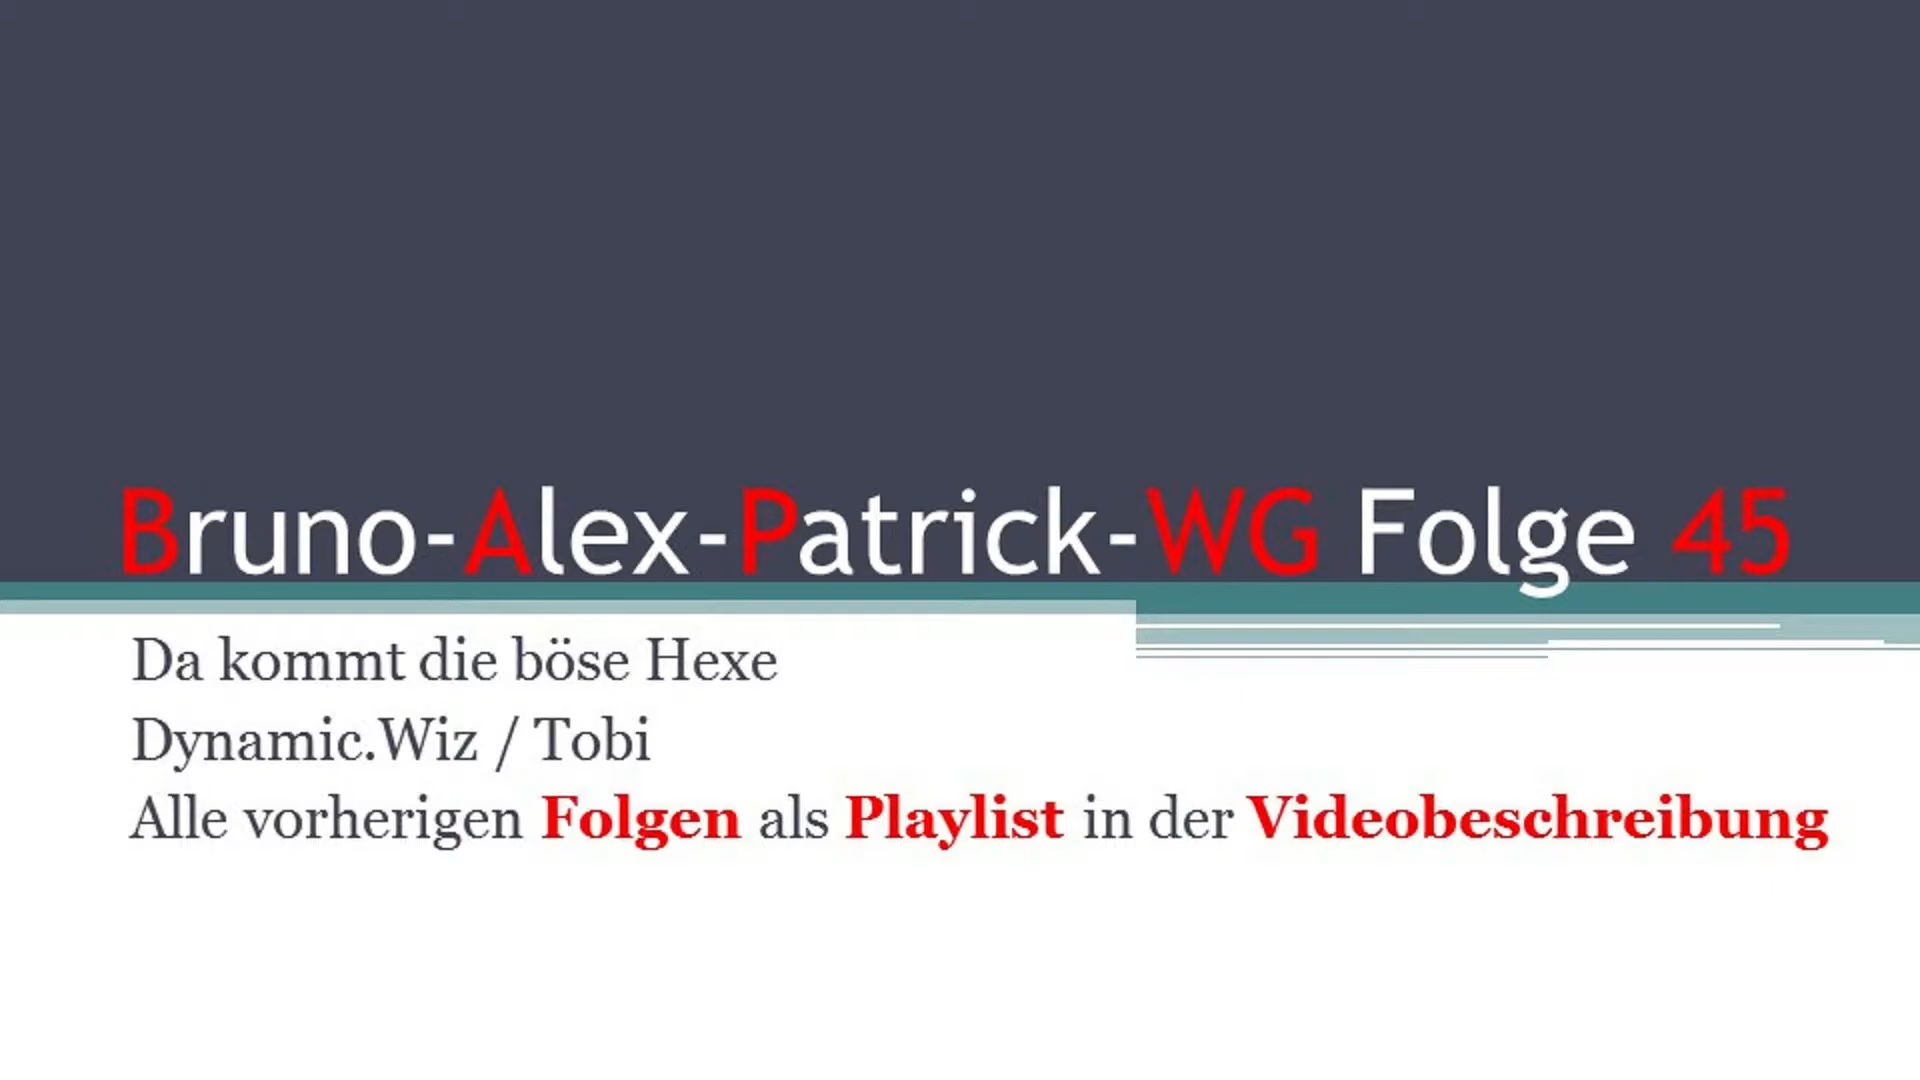 Bruno-Alex-Patrick-WG Folge 45
Da kommt die böse Hexe
Dynamic.Wiz / Tobi
Alle vorherigen Folgen als Playlist in der Videobeschreibung